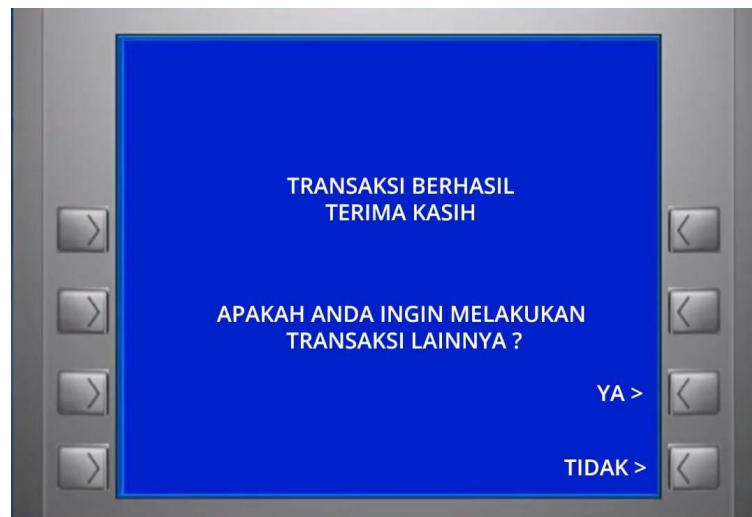 TRANSAKSI BERHASIL
TERIMA KASIH
APAKAH ANDA INGIN MELAKUKAN
TRANSAKSI LAINNYA ?
YA >
TIDAK >